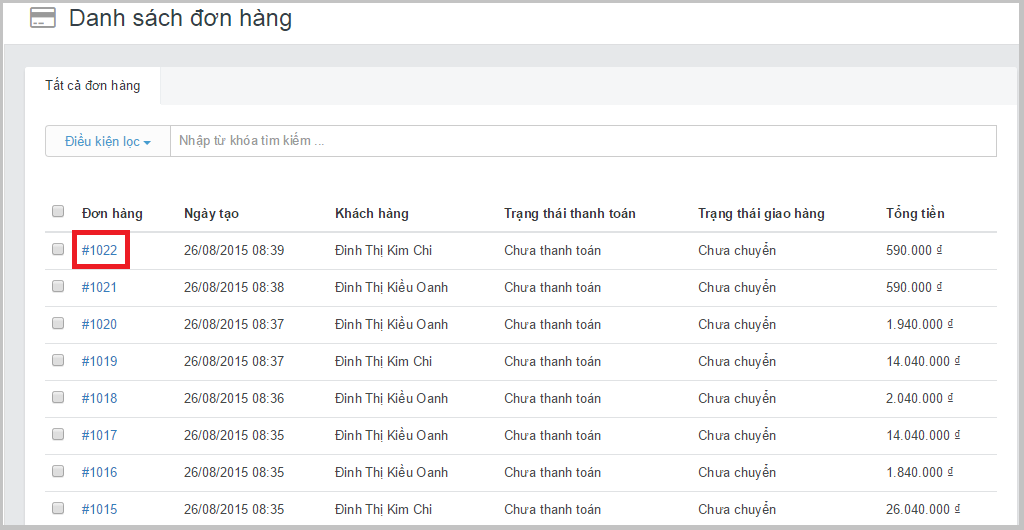 Danh sách đơn hàng
Tất cả đơn hàng
Điều kiện lọc Nhập từ khóa tìm kiếm ...
Đơn hàng Ngày tạo Khách hàng Trạng thái thanh toán Trạng thái giao hàng Tổng tiền
#1022 26/08/2015 08:39 Đinh Thị Kim Chi Chưa thanh toán Chưa chuyển 590.000 ₫
#1021 26/08/2015 08:38 Đinh Thị Kiều Oanh Chưa thanh toán Chưa chuyển 590.000 ₫
#1020 26/08/2015 08:37 Đinh Thị Kiều Oanh Chưa thanh toán Chưa chuyển 1.940.000 ₫
#1019 26/08/2015 08:37 Đinh Thị Kim Chi Chưa thanh toán Chưa chuyển 14.040.000 ₫
#1018 26/08/2015 08:36 Đinh Thị Kiều Oanh Chưa thanh toán Chưa chuyển 2.040.000 ₫
#1017 26/08/2015 08:35 Đinh Thị Kiều Oanh Chưa thanh toán Chưa chuyển 14.040.000 ₫
#1016 26/08/2015 08:35 Đinh Thị Kiều Oanh Chưa thanh toán Chưa chuyển 1.840.000 ₫
#1015 26/08/2015 08:35 Đinh Thị Kim Chi Chưa thanh toán Chưa chuyển 26.040.000 ₫